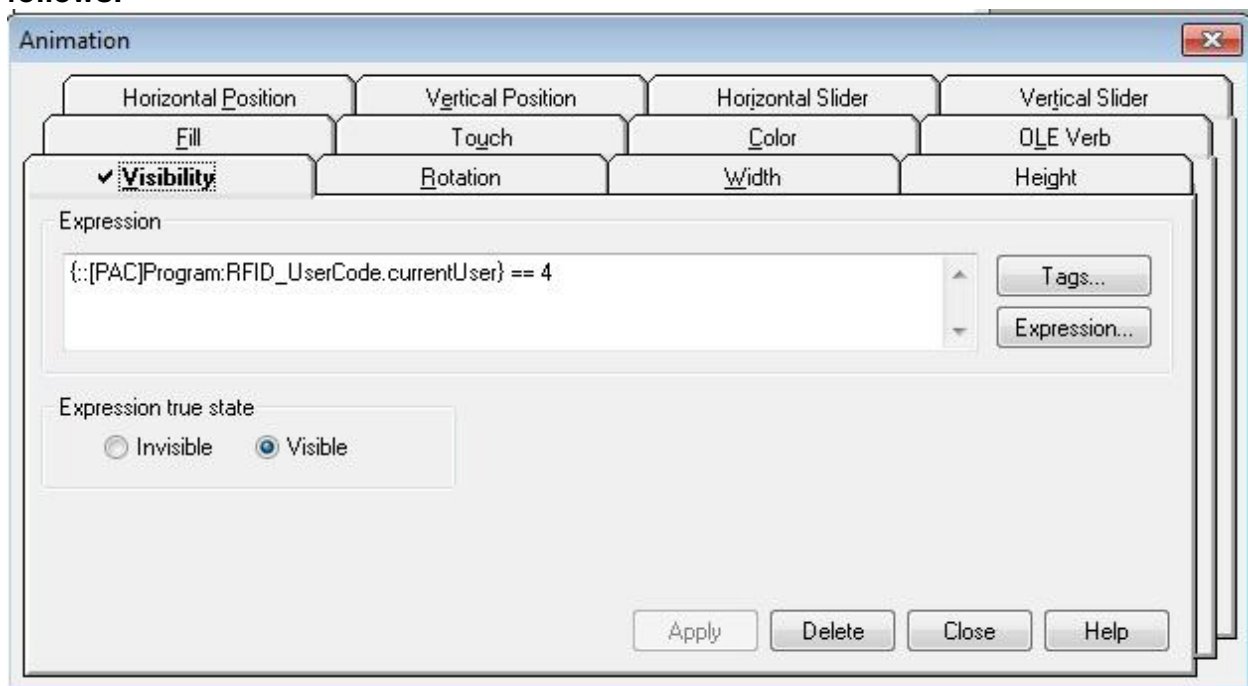 follows:
Animation
Horizontal Position Vertical Position Horizontal Slider Vertical Slider
Fill Touch Color OLE Verb
Visibility Rotation Width Height
Expression
{::[PAC]Program:RFID_UserCode.currentUser} == 4
Tags...
Expression...
Expression true state
Invisible Visible
Apply Delete Close Help